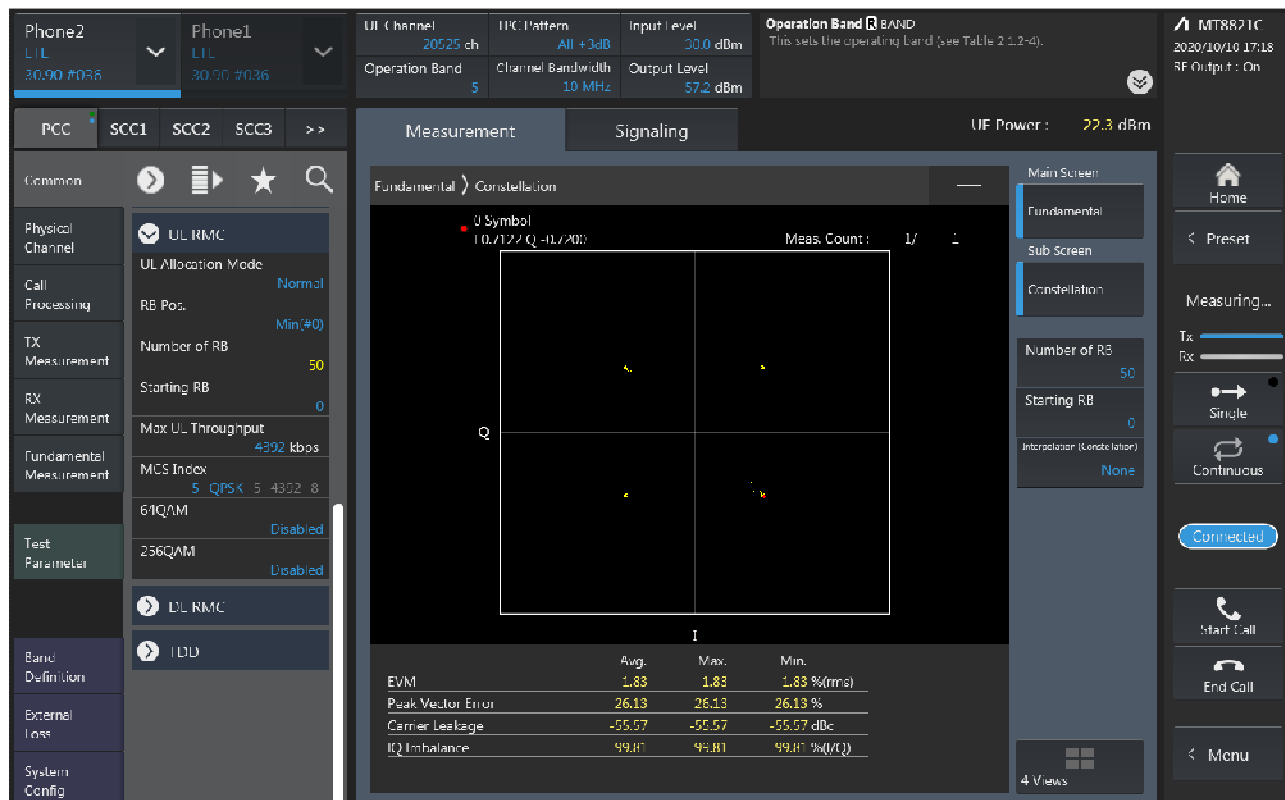 Phone2
LTE
30.90 #036
Phone1
LTE
30.90 #036
UE Channel
20525 ch
TPC Pattern
All +3dB
Input Level
30.0 dBm
Operation Band
5
Channel Bandwidth
10 MHz
Output Level
57.2 dBm
Operation Band R BAND
This sets the operating band (see Table 2.1.2-4).
MT8821C
2020/10/10 17:18
RF Output : On
PCC
SCC1
SCC2
SCC3
>>
Measurement
Signaling
UE Power : 22.3 dBm
Common
Physical
Channel
Call
Processing
TX
Measurement
RX
Measurement
Fundamental
Measurement
Test
Parameter
Band
Definition
External
Loss
System
Config
UL RMC
UL Allocation Mode
Normal
RB Pos.
Min(#0)
Number of RB
50
Starting RB
0
Max UL Throughput
4392 kbps
MCS Index
5 QPSK 5 4392 8
64QAM
Disabled
256QAM
Disabled
DL RMC
TDD
Fundamental ⟩ Constellation
0 Symbol
I 0.7122 Q -0.7200
Meas. Count : 1/ 1
Q
I
Avg. Max. Min.
EVM 1.83 1.83 1.83 %(rms)
Peak Vector Error 26.13 26.13 26.13 %
Carrier Leakage -55.57 -55.57 -55.57 dBc
IQ Imbalance 99.81 99.81 99.81 %(I/Q)
Main Screen
Fundamental
Sub Screen
Constellation
Number of RB
50
Starting RB
0
Interpolation (Constellation)
None
4 Views
Home
< Preset
Measuring...
Tx
Rx
Single
Continuous
Connected
Start Call
End Call
< Menu